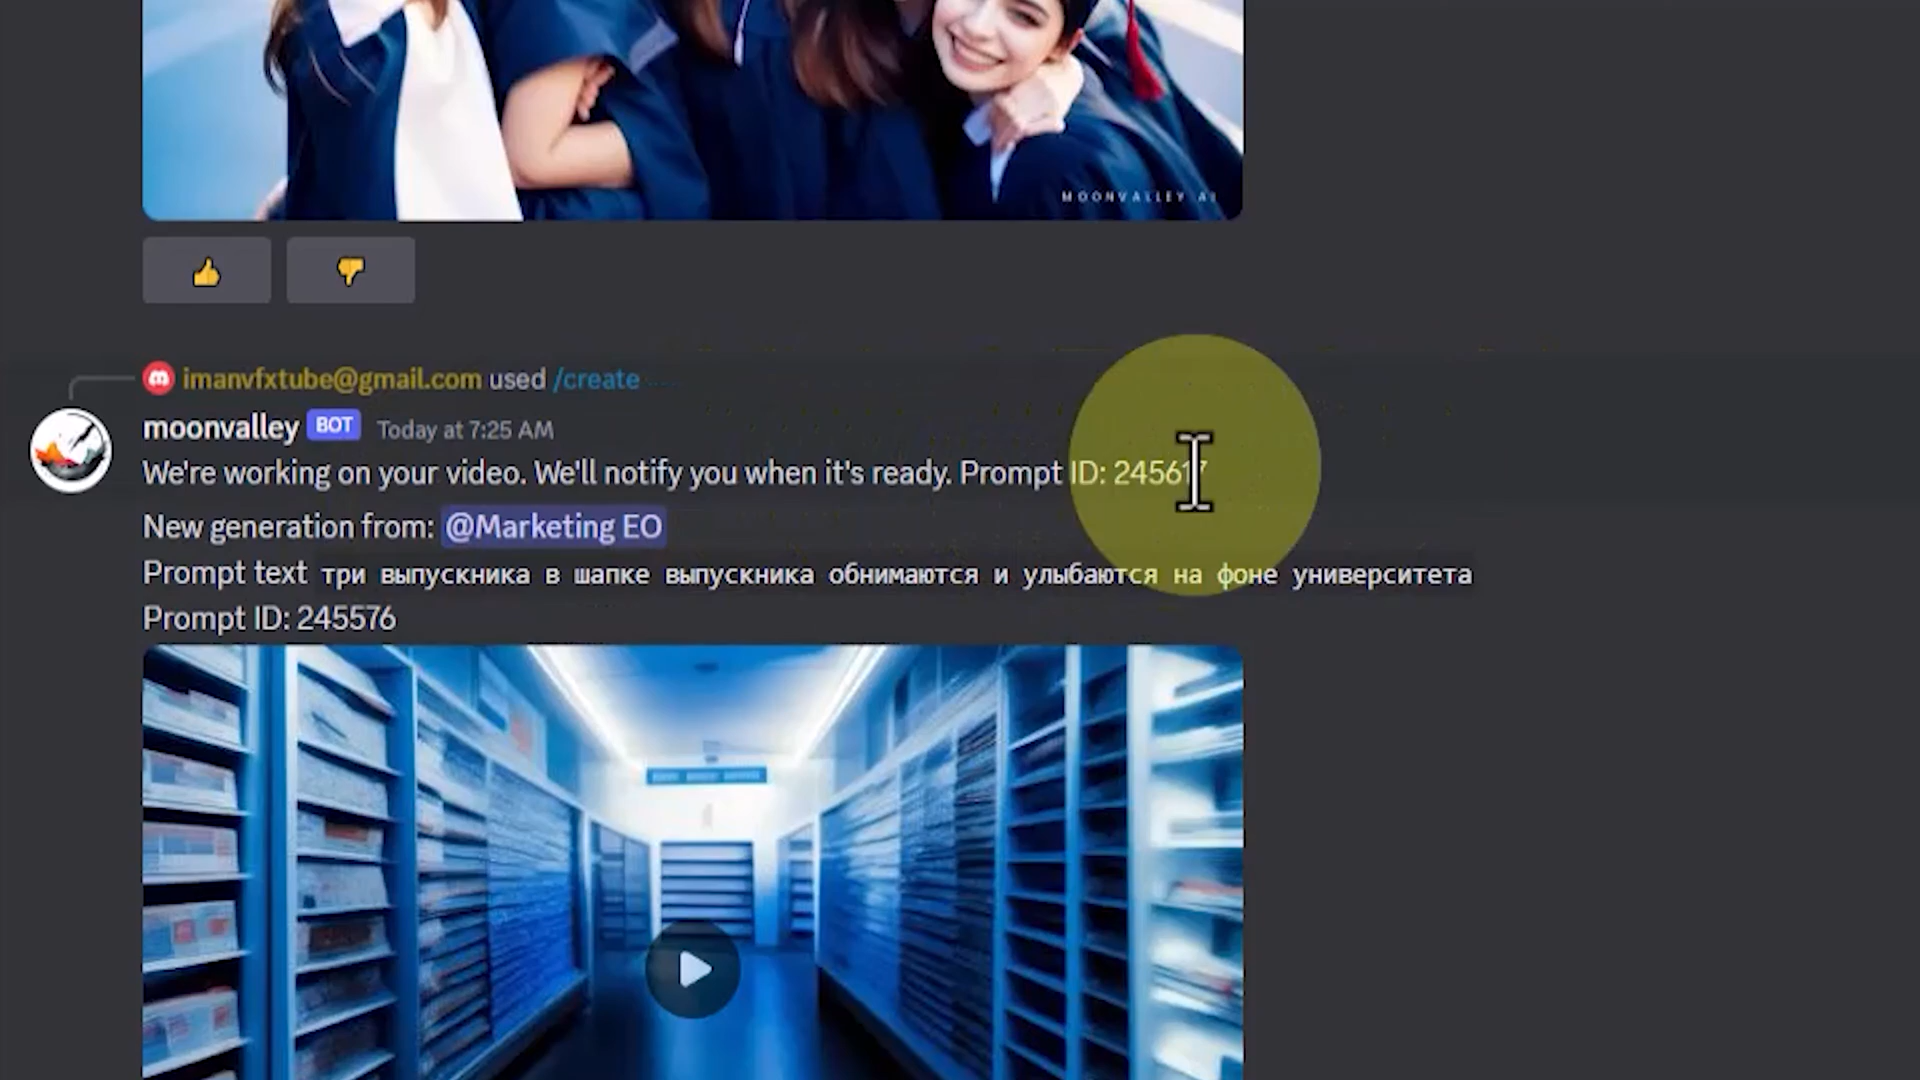 MOONVALLEY AI
imanvfxtube@gmail.com used /create
moonvalley BOT Today at 7:25 AM
We're working on your video. We'll notify you when it's ready. Prompt ID: 245617
New generation from: @Marketing EO
Prompt text три выпускника в шапке выпускника обнимаются и улыбаются на фоне университета
Prompt ID: 245576